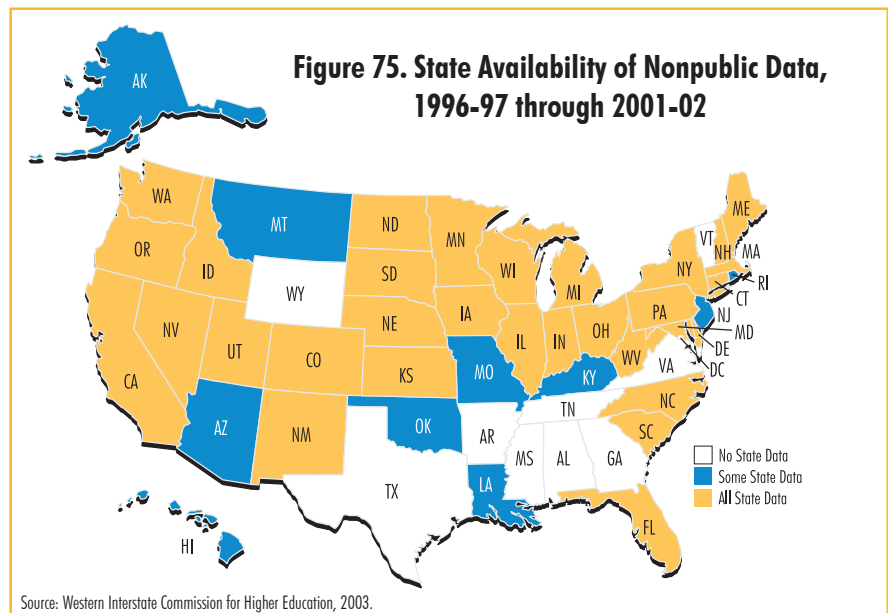 Figure 75. State Availability of Nonpublic Data,
1996-97 through 2001-02
AK
WA
MT
ND
MN
ME
VT
NH
MA
OR
ID
SD
WI
NY
MI
RI
CT
WY
IA
PA
NJ
NE
NV
IL
IN
OH
MD
DE
UT
CO
WV
DC
CA
KS
MO
VA
KY
AZ
NM
OK
TN
NC
AR
SC
MS
AL
GA
No State Data
Some State Data
All State Data
TX
LA
FL
HI
Source: Western Interstate Commission for Higher Education, 2003.